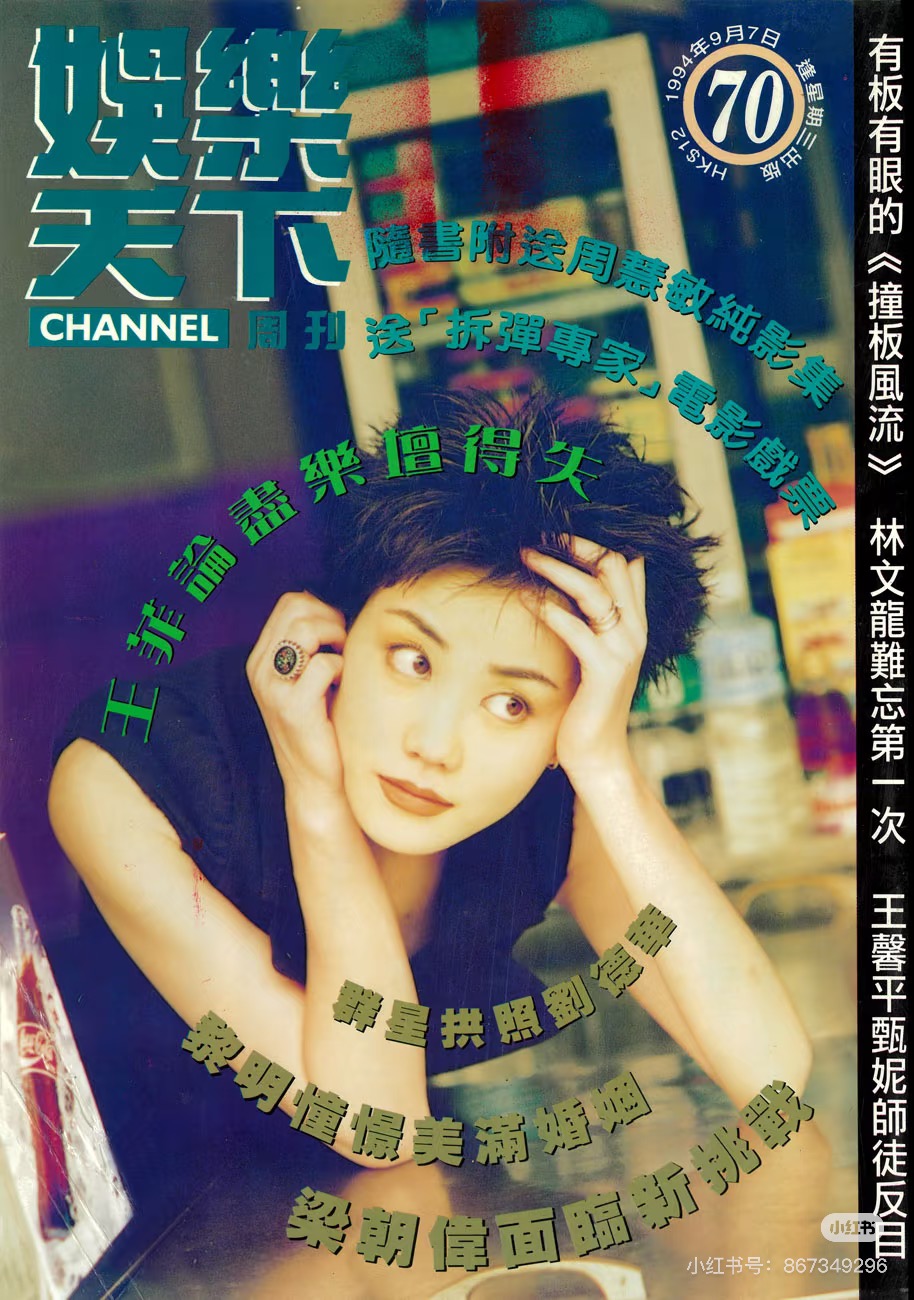 娛樂
天下
CHANNEL 周刊
1994年9月7日
70
逢星期三出版
HK$12
隨書附送周慧敏純影集
送「拆彈專家」電影戲票
王菲論盡樂壇得失
群星拱照劉德華
黎明憧憬美滿婚姻
梁朝偉面臨新挑戰
有板有眼的《撞板風流》 林文龍難忘第一次 王馨平甄妮師徒反目
小红书
小红书号：867349296